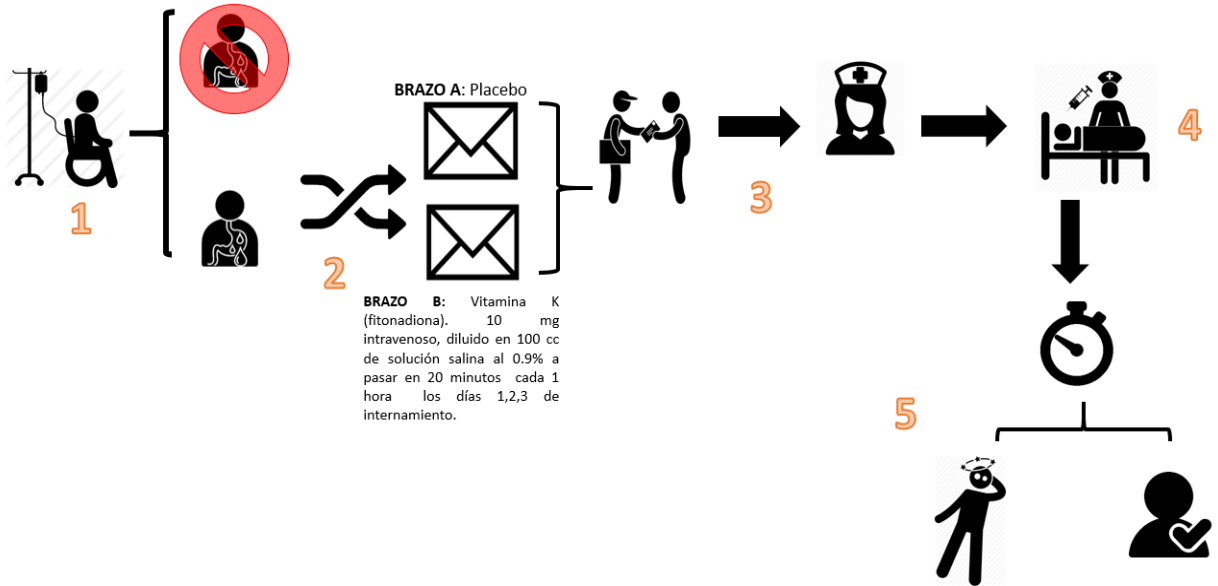 BRAZO A: Placebo
1
2
3
4
BRAZO B: Vitamina K
(fitonadiona). 10 mg
intravenoso, diluido en 100 cc
de solución salina al 0.9% a
pasar en 20 minutos cada 1
hora los días 1,2,3 de
internamiento.
5